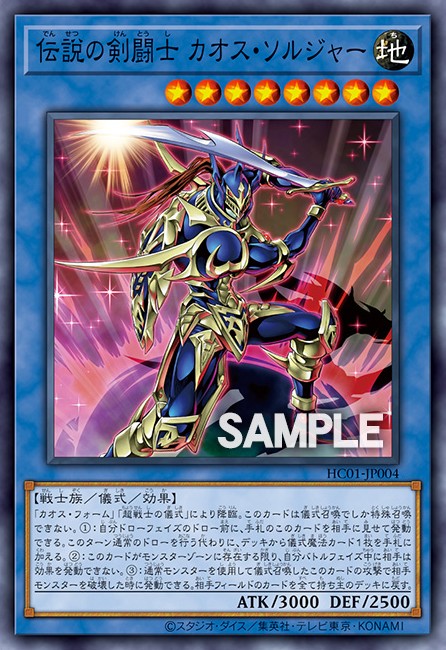 伝説の剣闘士 カオス・ソルジャー
地
SAMPLE
HC01-JP004
【戦士族/儀式/効果】
「カオス・フォーム」「超戦士の儀式」により降臨。このカードは儀式召喚でしか特殊召喚
できない。①:自分ドローフェイズのドロー前に、手札のこのカードを相手に見せて発動
できる。このターン通常のドローを行う代わりに、デッキから儀式魔法カード1枚を手札に
加える。②:このカードがモンスターゾーンに存在する限り、自分バトルフェイズ中に相手は
効果を発動できない。③:通常モンスターを使用して儀式召喚したこのカードの攻撃で相手
モンスターを破壊した時に発動できる。相手フィールドのカードを全て持ち主のデッキに戻す。
ATK/3000 DEF/2500
©スタジオ・ダイス/集英社・テレビ東京・KONAMI